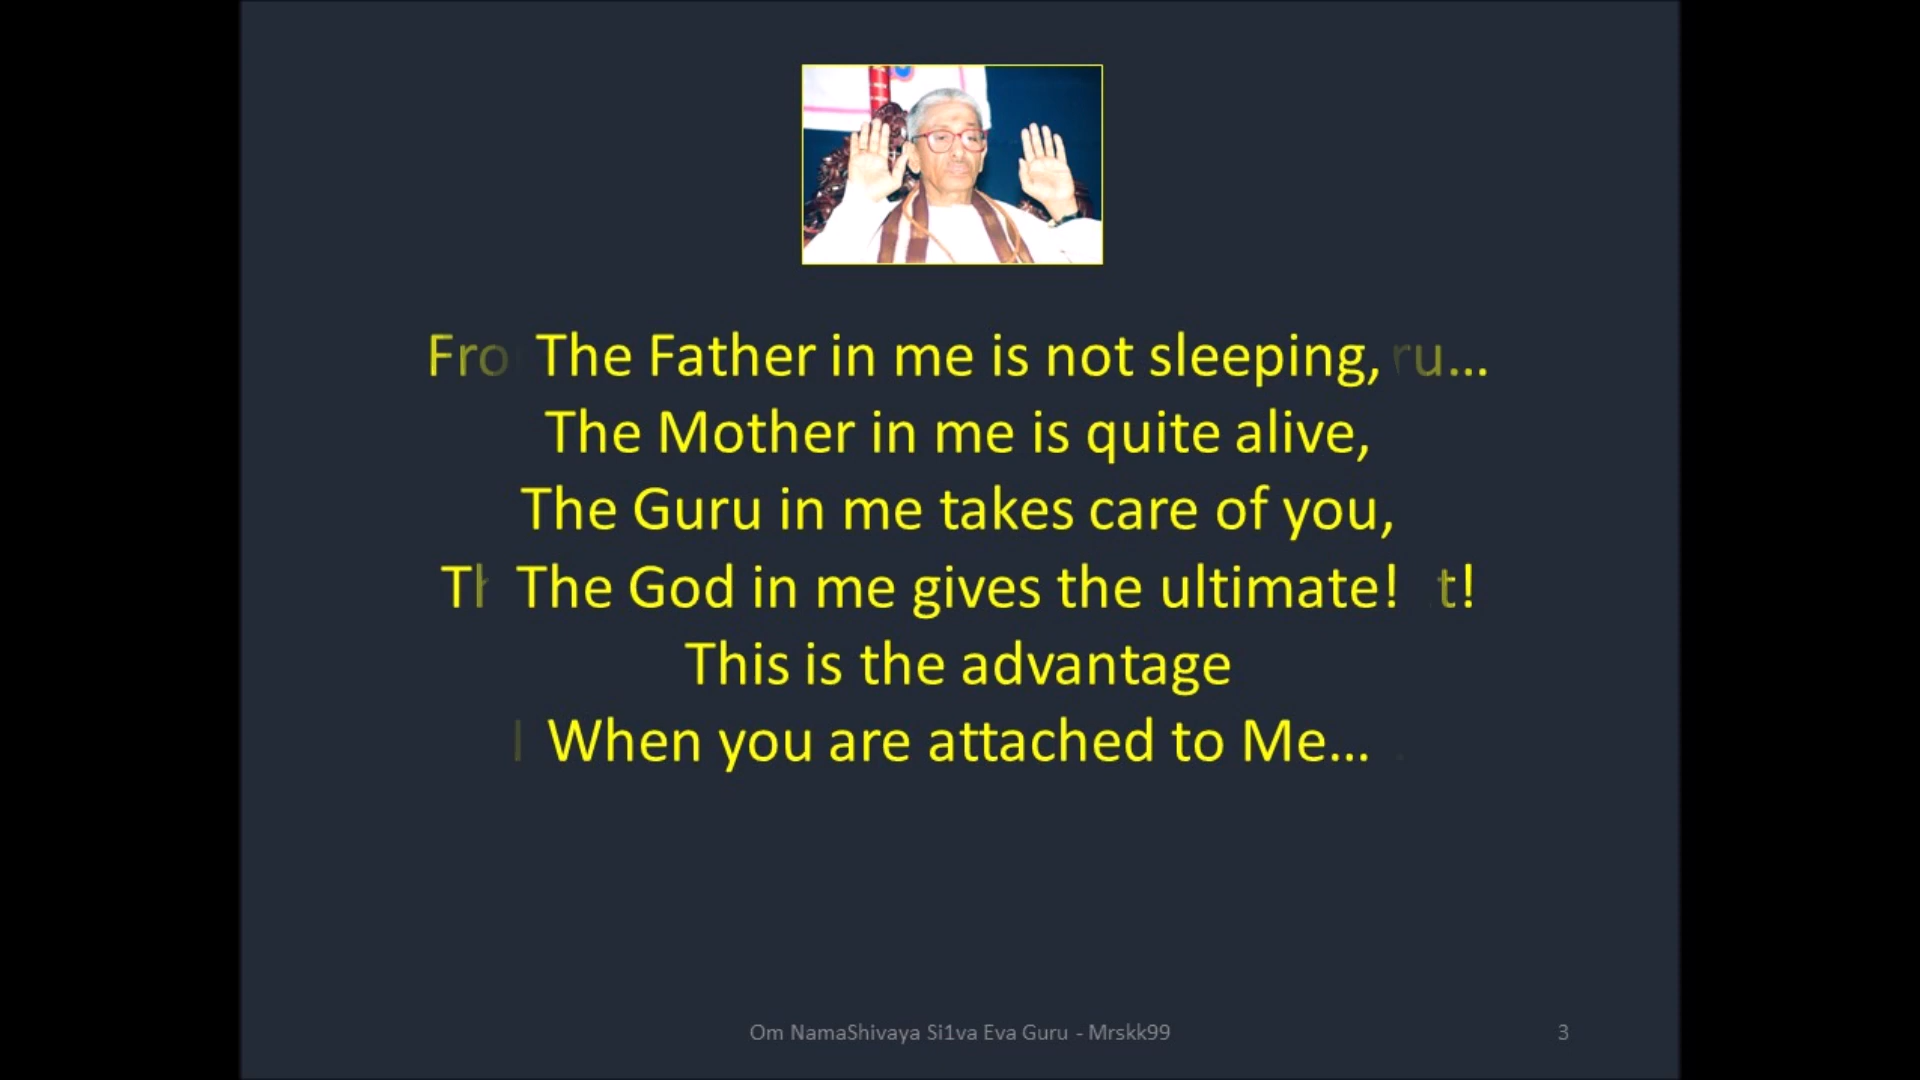 The Father in me is not sleeping,
The Mother in me is quite alive,
The Guru in me takes care of you,
The God in me gives the ultimate!
This is the advantage
When you are attached to Me...
Om NamaShivaya Si1va Eva Guru - Mrskk99
3